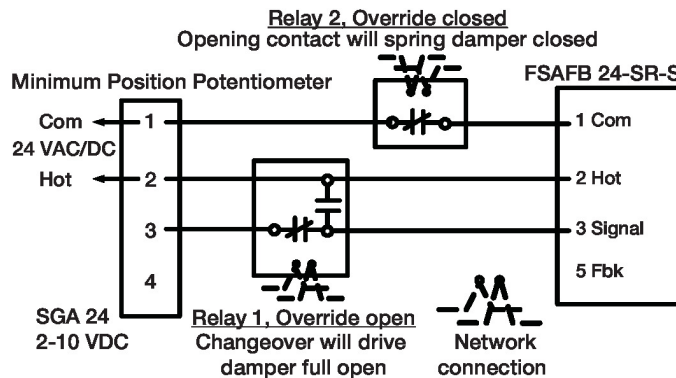 Relay 2, Override closed
Opening contact will spring damper closed
Minimum Position Potentiometer
FSAFB 24-SR-S
Com
1
1 Com
24 VAC/DC
Hot
2
2 Hot
3
3 Signal
4
5 Fbk
SGA 24
2-10 VDC
Relay 1, Override open
Changeover will drive
damper full open
Network
connection